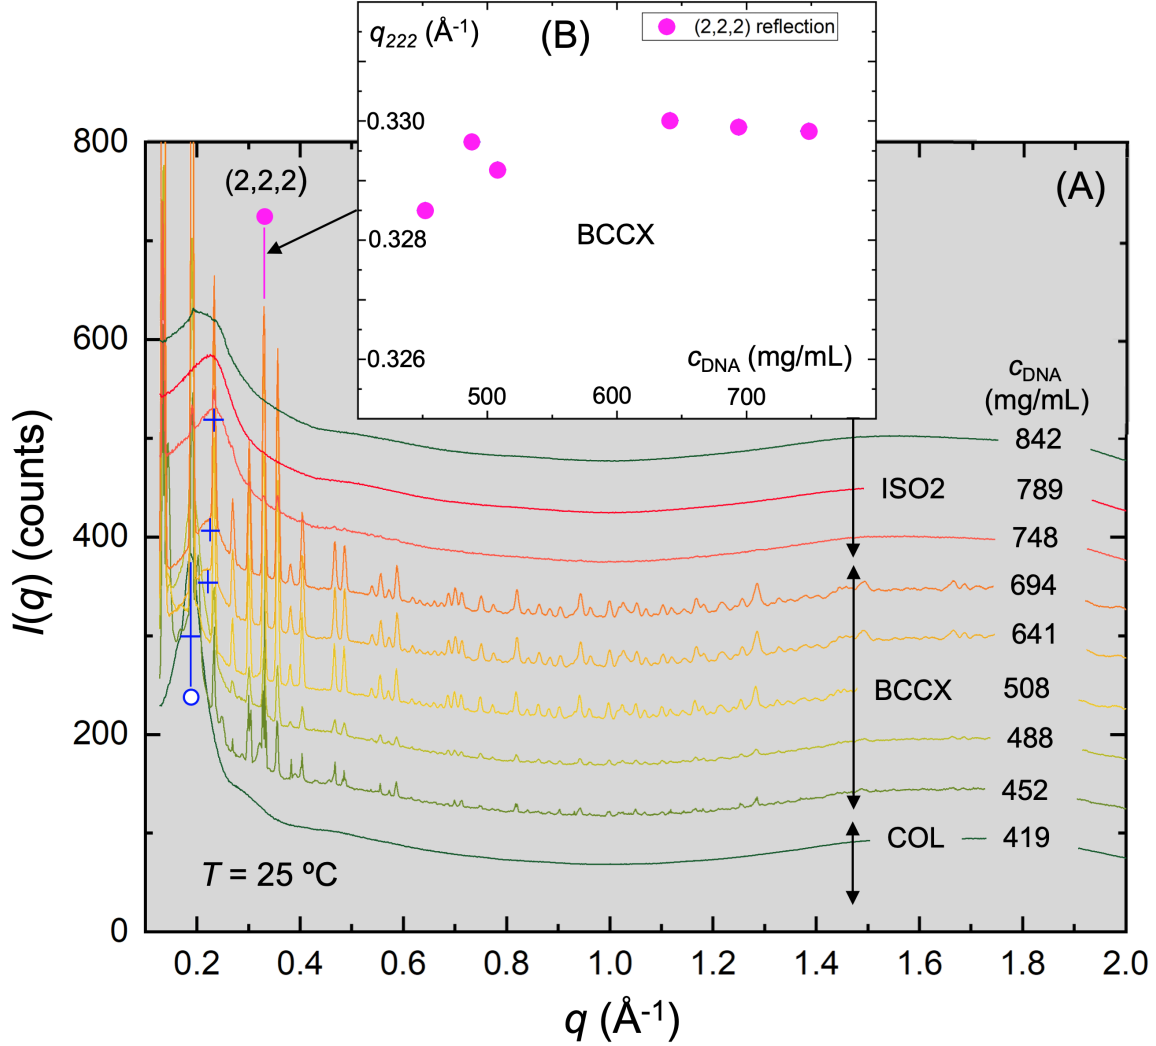 q222 (Å-1)
(B)
(2,2,2) reflection
0.330
0.328
0.326
BCCX
cDNA (mg/mL)
500 600 700
(2,2,2)
(A)
I(q) (counts)
800
600
400
200
0
cDNA
(mg/mL)
842
ISO2
789
748
694
641
BCCX
508
488
452
COL
419
T = 25 ºC
0.2 0.4 0.6 0.8 1.0 1.2 1.4 1.6 1.8 2.0
q (Å-1)